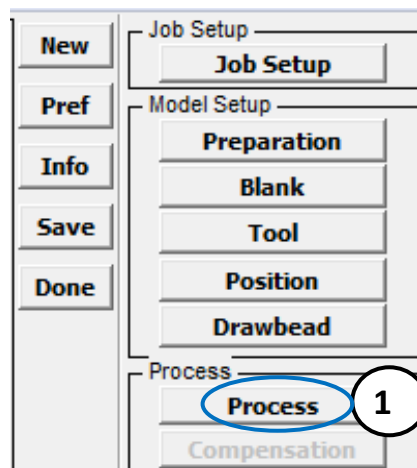 New
Pref
Info
Save
Done
Job Setup
Job Setup
Model Setup
Preparation
Blank
Tool
Position
Drawbead
Process
Process
1
Compensation